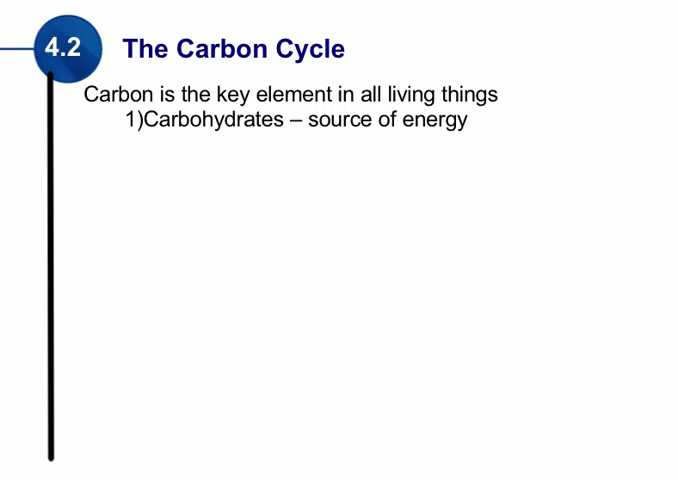 4.2
The Carbon Cycle
Carbon is the key element in all living things
1)Carbohydrates – source of energy